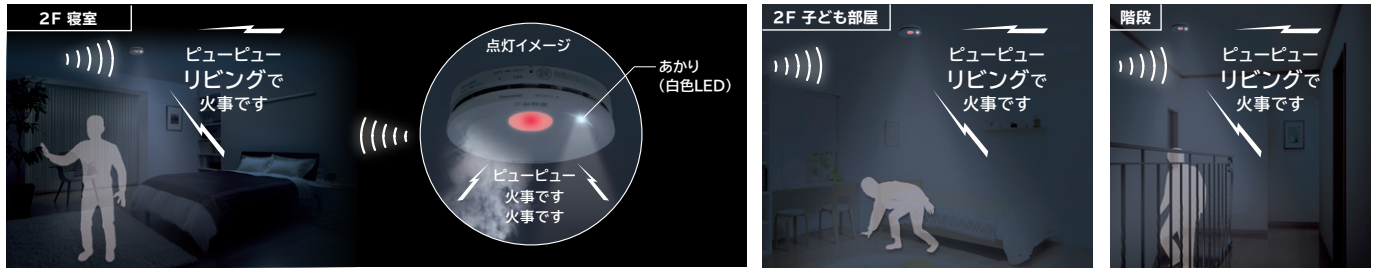 2F 寝室
ピューピュー
リビングで
火事です
点灯イメージ
あかり
（白色LED）
ピューピュー
火事です
火事です
2F 子ども部屋
ピューピュー
リビングで
火事です
階段
ピューピュー
リビングで
火事です